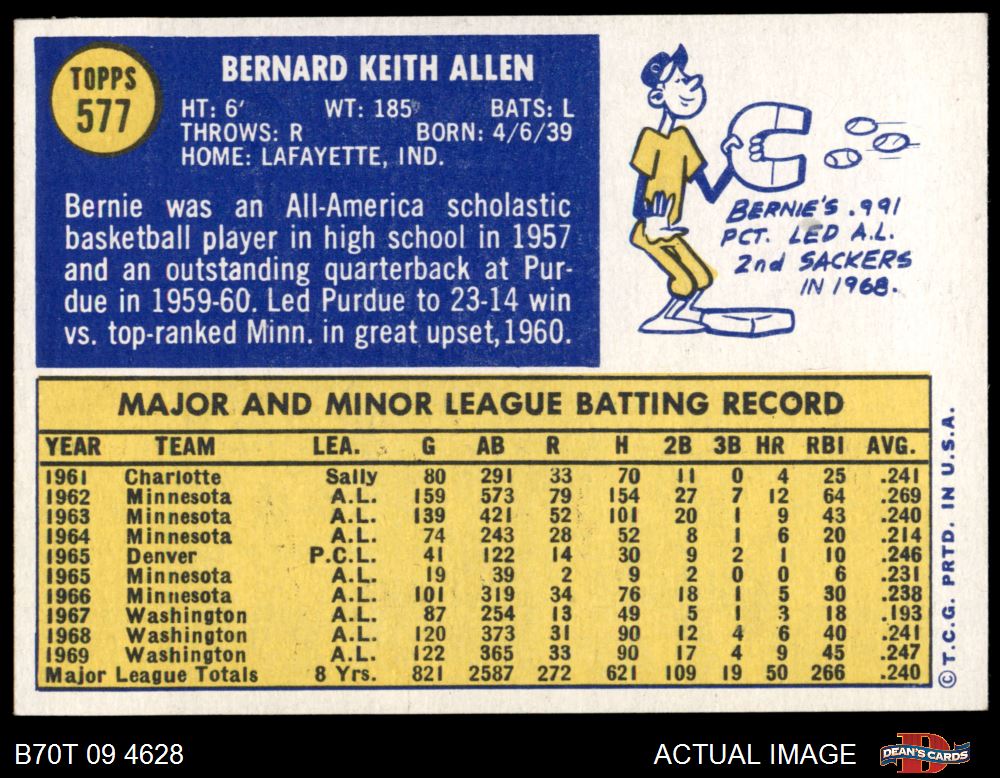 TOPPS
577
BERNARD KEITH ALLEN
HT: 6' WT: 185 BATS: L
THROWS: R BORN: 4/6/39
HOME: LAFAYETTE, IND.
Bernie was an All-America scholastic
basketball player in high school in 1957
and an outstanding quarterback at Pur-
due in 1959-60. Led Purdue to 23-14 win
vs. top-ranked Minn. in great upset, 1960.
BERNIE'S .991
PCT. LED A.L.
2nd SACKERS
IN 1968.
MAJOR AND MINOR LEAGUE BATTING RECORD
YEAR TEAM LEA. G AB R H 2B 3B HR RBI AVG.
1961 Charlotte Sally 80 291 33 70 11 0 4 25 .241
1962 Minnesota A.L. 159 573 79 154 27 7 12 64 .269
1963 Minnesota A.L. 139 421 52 101 20 1 9 43 .240
1964 Minnesota A.L. 74 243 28 52 8 1 6 20 .214
1965 Denver P.C.L. 41 122 14 30 9 2 1 10 .246
1965 Minnesota A.L. 19 39 2 9 2 0 0 6 .231
1966 Minnesota A.L. 101 319 34 76 18 1 5 30 .238
1967 Washington A.L. 87 254 13 49 5 1 3 18 .193
1968 Washington A.L. 120 373 31 90 12 4 6 40 .241
1969 Washington A.L. 122 365 33 90 17 4 9 45 .247
Major League Totals 8 Yrs. 821 2587 272 621 109 19 50 266 .240
© T.C.G. PRTD. IN U.S.A.
B70T 09 4628
ACTUAL IMAGE
DEAN'S CARDS